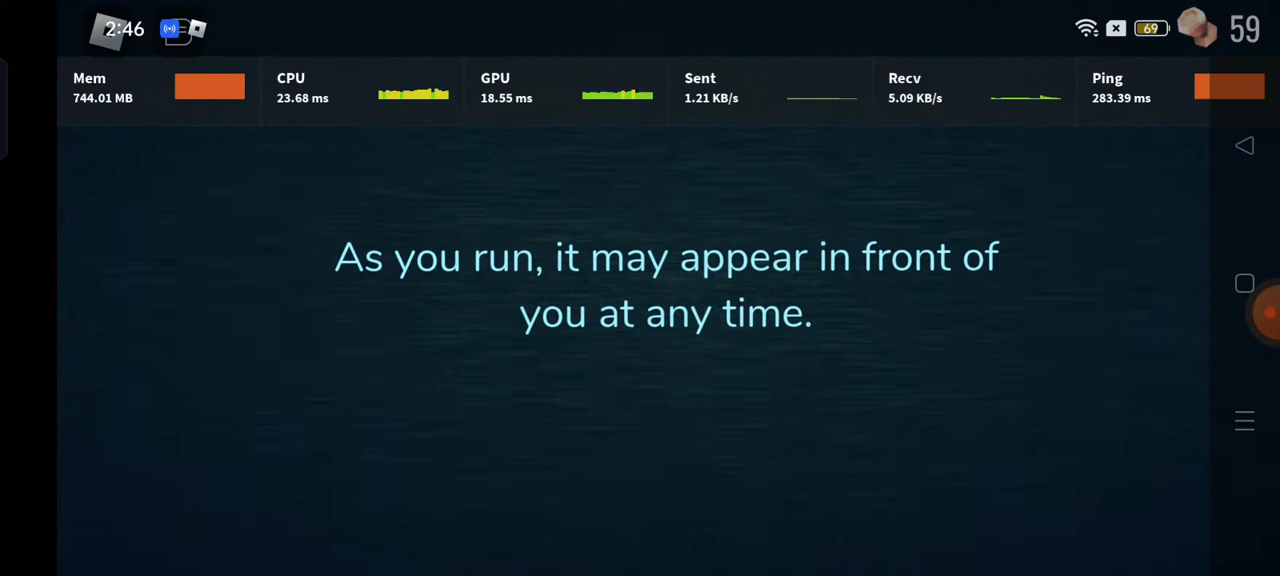 2:46
69
59
Mem CPU GPU Sent Recv Ping
744.01 MB 23.68 ms 18.55 ms 1.21 KB/s 5.09 KB/s 283.39 ms
As you run, it may appear in front of
you at any time.